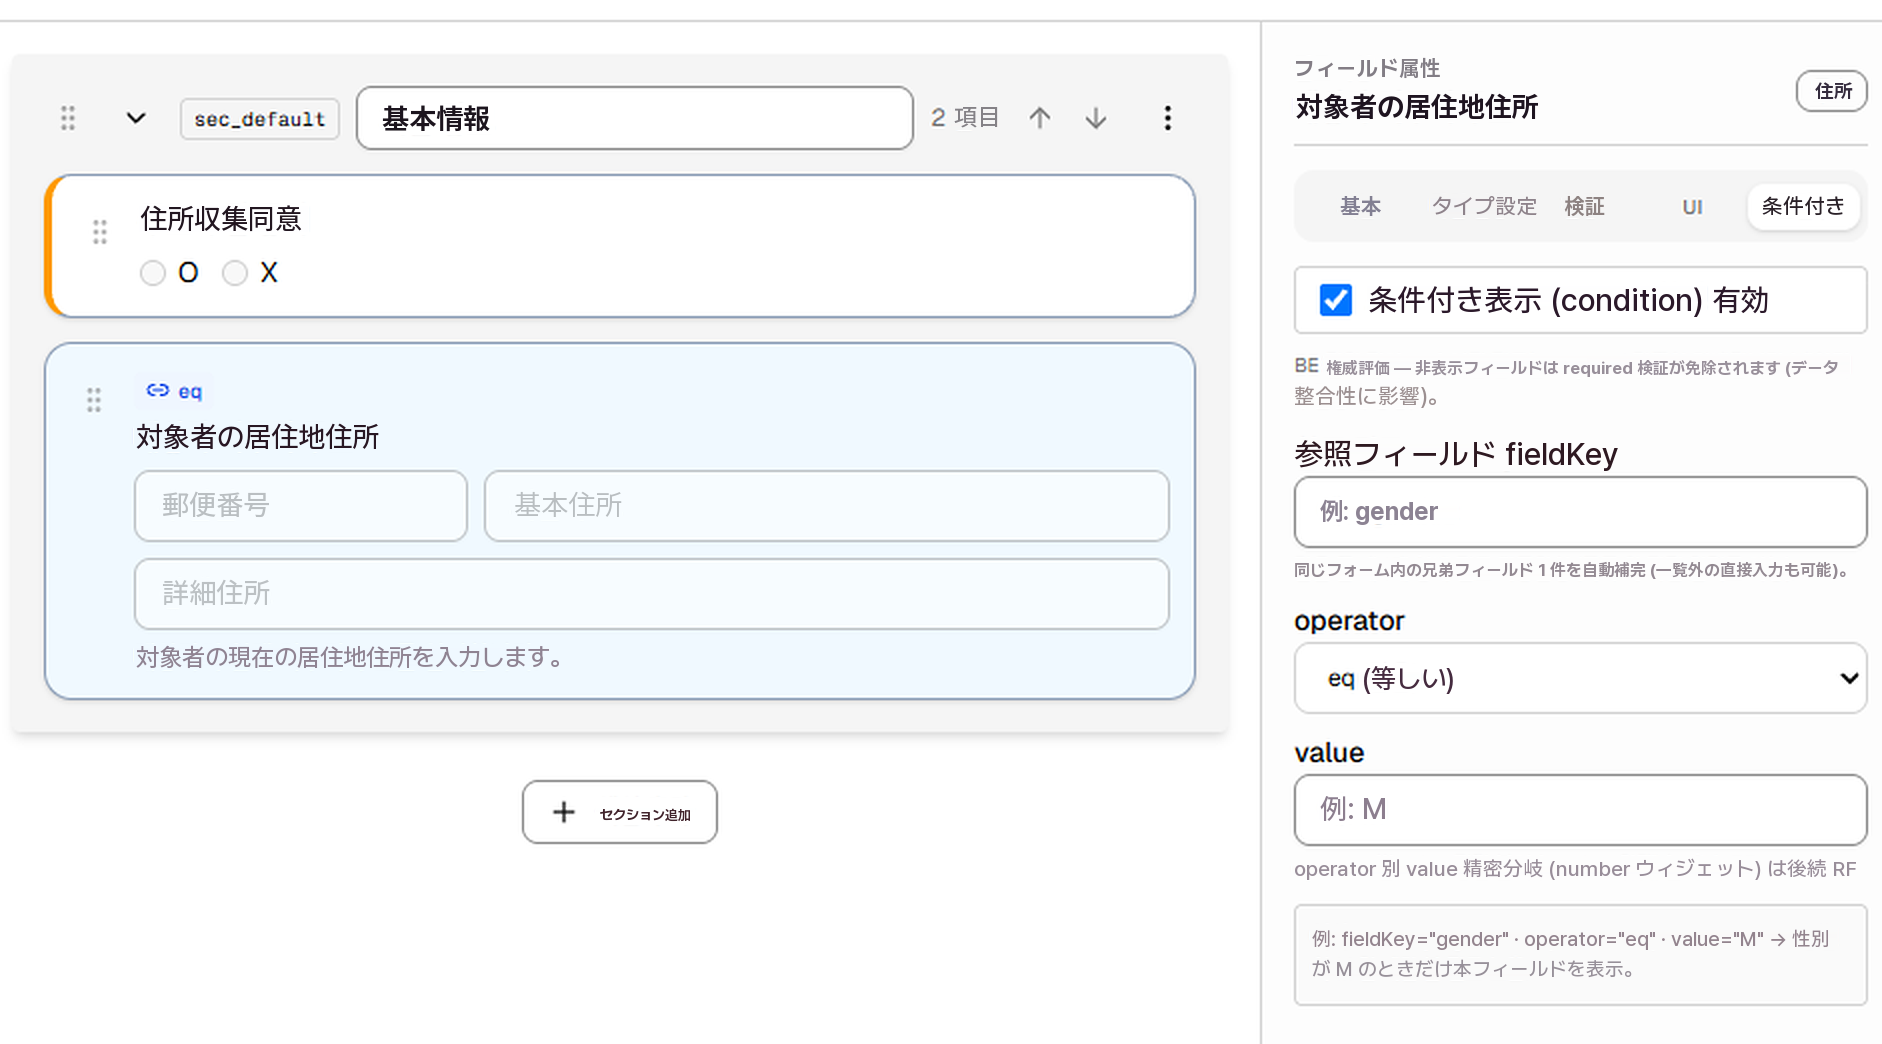 sec_default
基本情報
2 項目
住所収集同意
O X
eq
対象者の居住地住所
郵便番号 基本住所
詳細住所
対象者の現在の居住地住所を入力します。
セクション追加
フィールド属性
対象者の居住地住所
住所
基本 タイプ設定 検証 UI 条件付き
条件付き表示 (condition) 有効
BE 権威評価 — 非表示フィールドは required 検証が免除されます (データ
整合性に影響)。
参照フィールド fieldKey
例: gender
同じフォーム内の兄弟フィールド 1 件を自動補完 (一覧外の直接入力も可能)。
operator
eq (等しい)
value
例: M
operator 別 value 精密分岐 (number ウィジェット) は後続 RF
例: fieldKey="gender" · operator="eq" · value="M" → 性別
が M のときだけ本フィールドを表示。